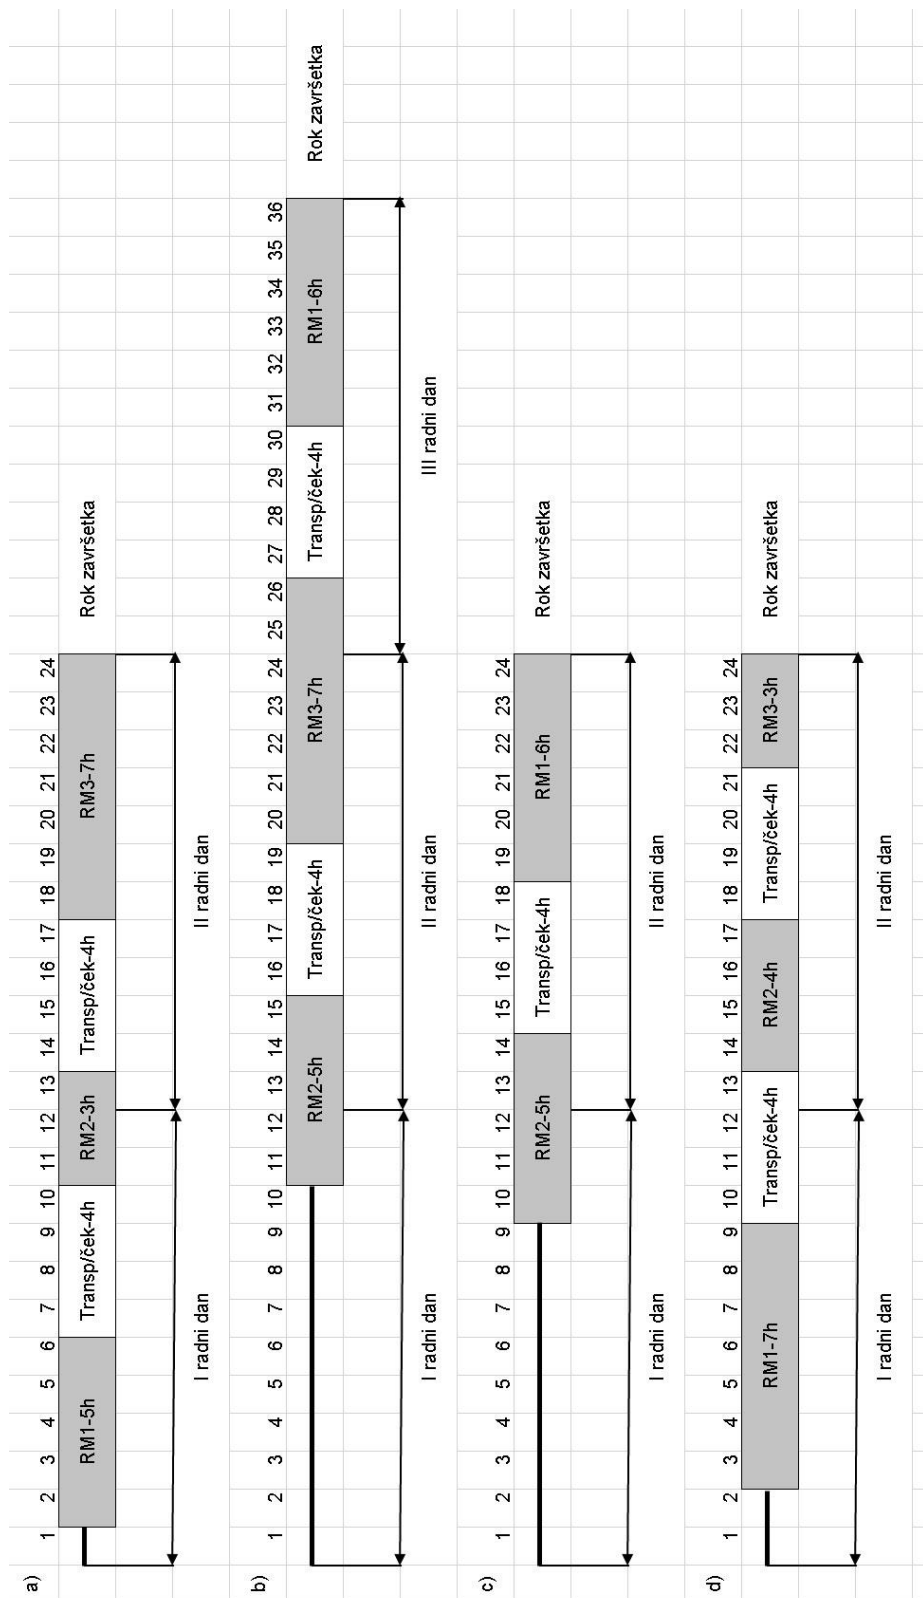 a)
1 2 3 4 5 6 7 8 9 10 11 12 13 14 15 16 17 18 19 20 21 22 23 24
RM1-5h Transp/ček-4h RM2-3h Transp/ček-4h RM3-7h Rok završetka
I radni dan II radni dan
b)
1 2 3 4 5 6 7 8 9 10 11 12 13 14 15 16 17 18 19 20 21 22 23 24 25 26 27 28 29 30 31 32 33 34 35 36
RM2-5h Transp/ček-4h RM3-7h Transp/ček-4h RM1-6h Rok završetka
I radni dan II radni dan III radni dan
c)
1 2 3 4 5 6 7 8 9 10 11 12 13 14 15 16 17 18 19 20 21 22 23 24
RM2-5h Transp/ček-4h RM1-6h Rok završetka
I radni dan II radni dan
d)
1 2 3 4 5 6 7 8 9 10 11 12 13 14 15 16 17 18 19 20 21 22 23 24
RM1-7h Transp/ček-4h RM2-4h Transp/ček-4h RM3-3h Rok završetka
I radni dan II radni dan